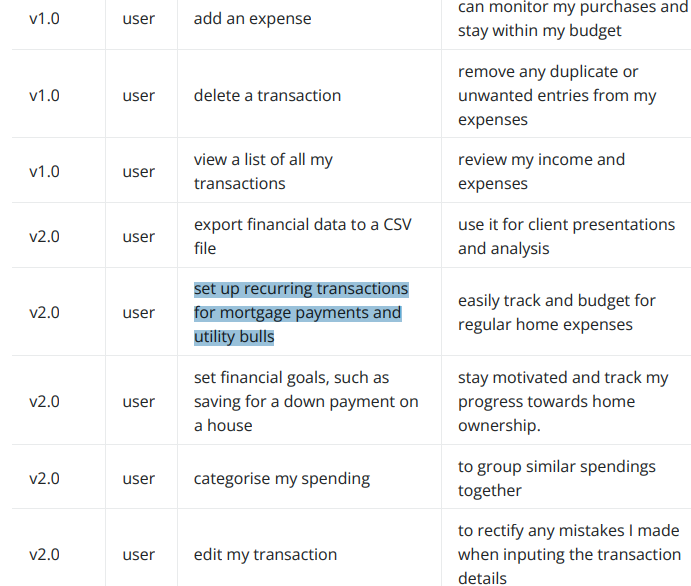 can monitor my purchases and
v1.0 user add an expense
stay within my budget
remove any duplicate or
v1.0 user delete a transaction unwanted entries from my
expenses
view a list of all my review my income and
v1.0 user
transactions expenses
export financial data to a CSV use it for client presentations
v2.0 user
file and analysis
set up recurring transactions
easily track and budget for
v2.0 user for mortgage payments and
regular home expenses
utility bulls
set financial goals, such as stay motivated and track my
v2.0 user saving for a down payment on progress towards home
a house ownership.
to group similar spendings
v2.0 user categorise my spending
together
to rectify any mistakes I made
v2.0 user edit my transaction when inputing the transaction
details